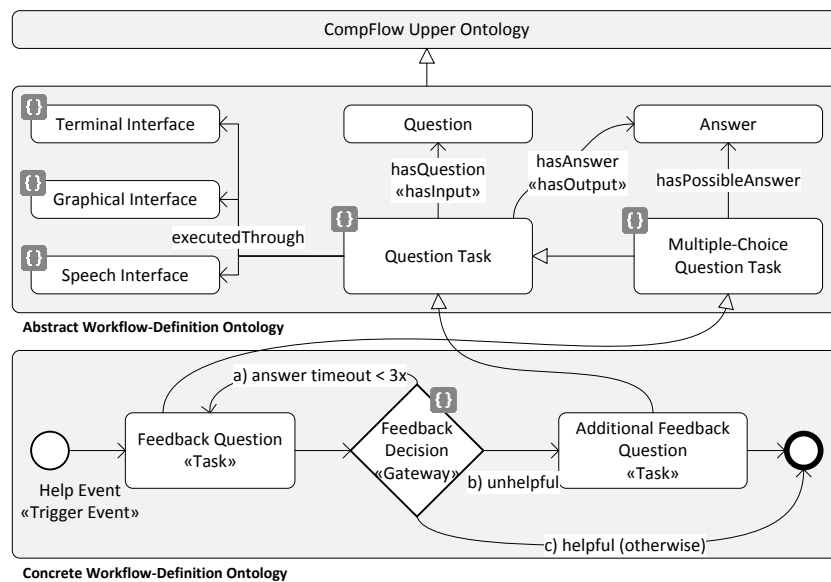 CompFlow Upper Ontology
{}
Terminal Interface
Question
Answer
hasQuestion
«hasInput»
hasAnswer
«hasOutput»
hasPossibleAnswer
{}
Graphical Interface
executedThrough
{}
Speech Interface
{}
Question Task
{}
Multiple-Choice
Question Task
Abstract Workflow-Definition Ontology
a) answer timeout < 3x
{}
Feedback Question
«Task»
Feedback
Decision
«Gateway»
Additional Feedback
Question
«Task»
b) unhelpful
Help Event
«Trigger Event»
c) helpful (otherwise)
Concrete Workflow-Definition Ontology